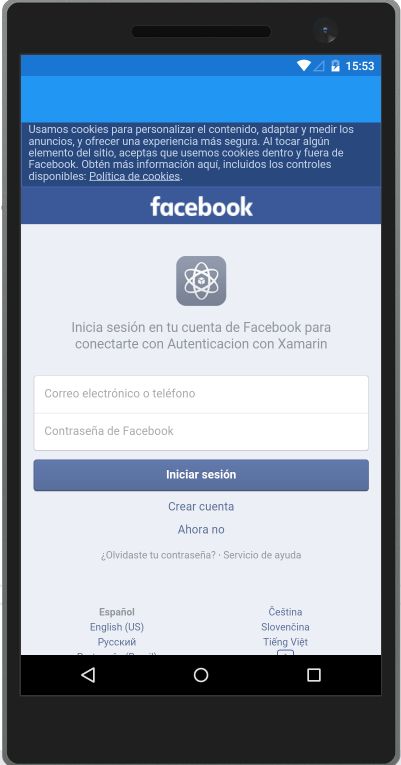 15:53
Usamos cookies para personalizar el contenido, adaptar y medir los
anuncios, y ofrecer una experiencia más segura. Al tocar algún
elemento del sitio, aceptas que usemos cookies dentro y fuera de
Facebook. Obtén más información aquí, incluidos los controles
disponibles: Política de cookies.
facebook
Inicia sesión en tu cuenta de Facebook para
conectarte con Autenticacion con Xamarin
Correo electrónico o teléfono
Contraseña de Facebook
Iniciar sesión
Crear cuenta
Ahora no
¿Olvidaste tu contraseña? · Servicio de ayuda
Español
Čeština
English (US)
Slovenčina
Русский
Tiếng Việt